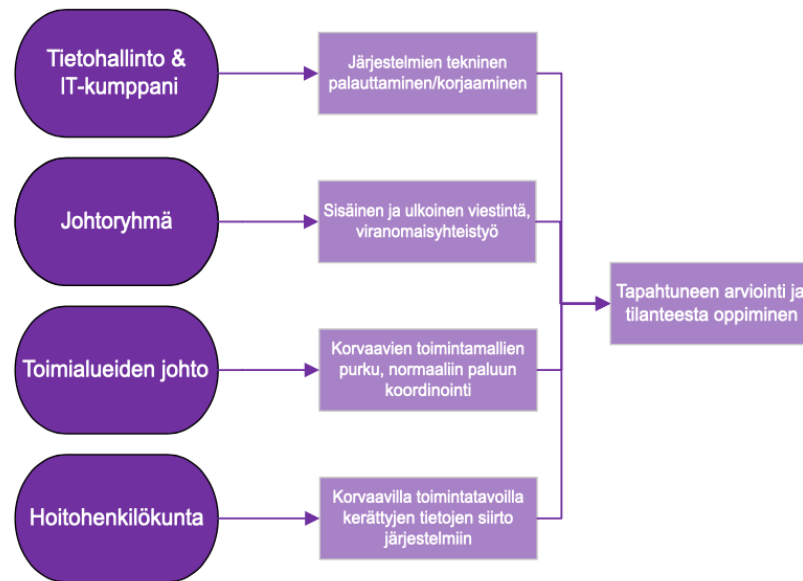 Tietohallinto &
IT-kumppani
Järjestelmien tekninen
palauttaminen/korjaaminen
Johtoryhmä
Sisäinen ja ulkoinen viestintä,
viranomaisyhteistyö
Tapahtuneen arviointi ja
tilanteesta oppiminen
Toimialueiden johto
Korvaavien toimintamallien
purku, normaaliin paluun
koordinointi
Hoitohenkilökunta
Korvaavilla toimintatavoilla
kerättyjen tietojen siirto
järjestelmiin